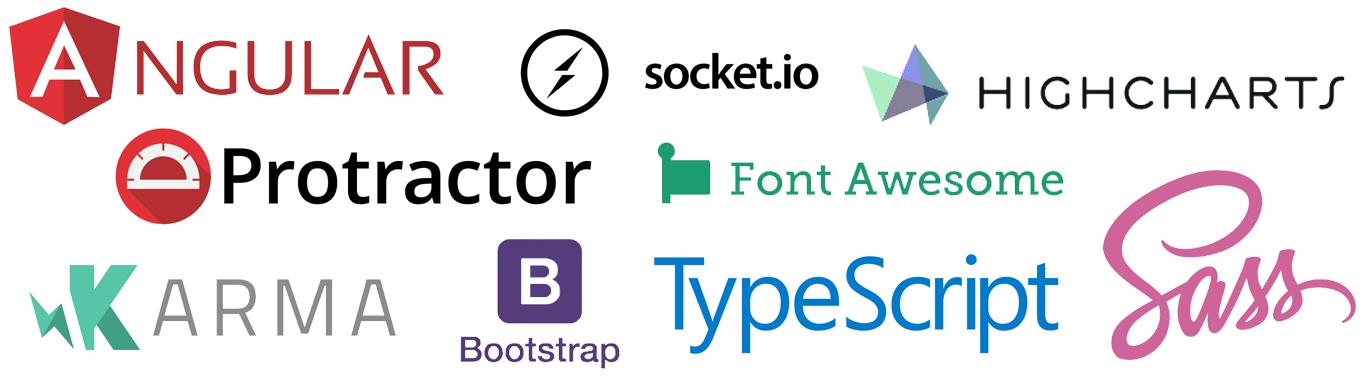 ANGULAR
socket.io
HIGHCHARTS
Protractor
Font Awesome
KARMA
B
Bootstrap
TypeScript
Sass